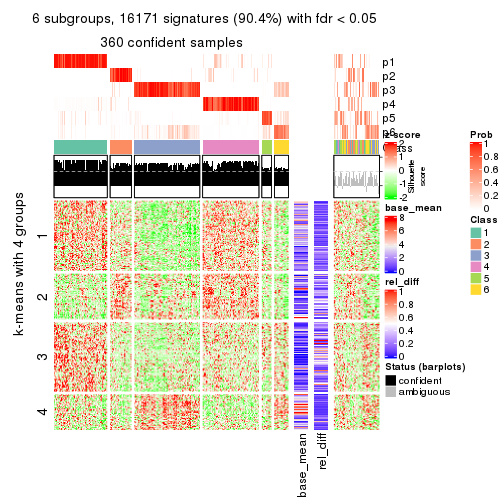 6 subgroups, 16171 signatures (90.4%) with fdr < 0.05
360 confident samples
p1
p2
p3
p4
p5
p6
Class
z-score
2
1
0
-1
-2
Silhouette
score
Prob
1
0.8
0.6
0.4
0.2
0
base_mean
8
6
4
2
0
Class
1
2
3
4
5
6
rel_diff
1
0.8
0.6
0.4
0.2
0
Status (barplots)
confident
ambiguous
k-means with 4 groups
1
2
3
4
base_mean
rel_diff